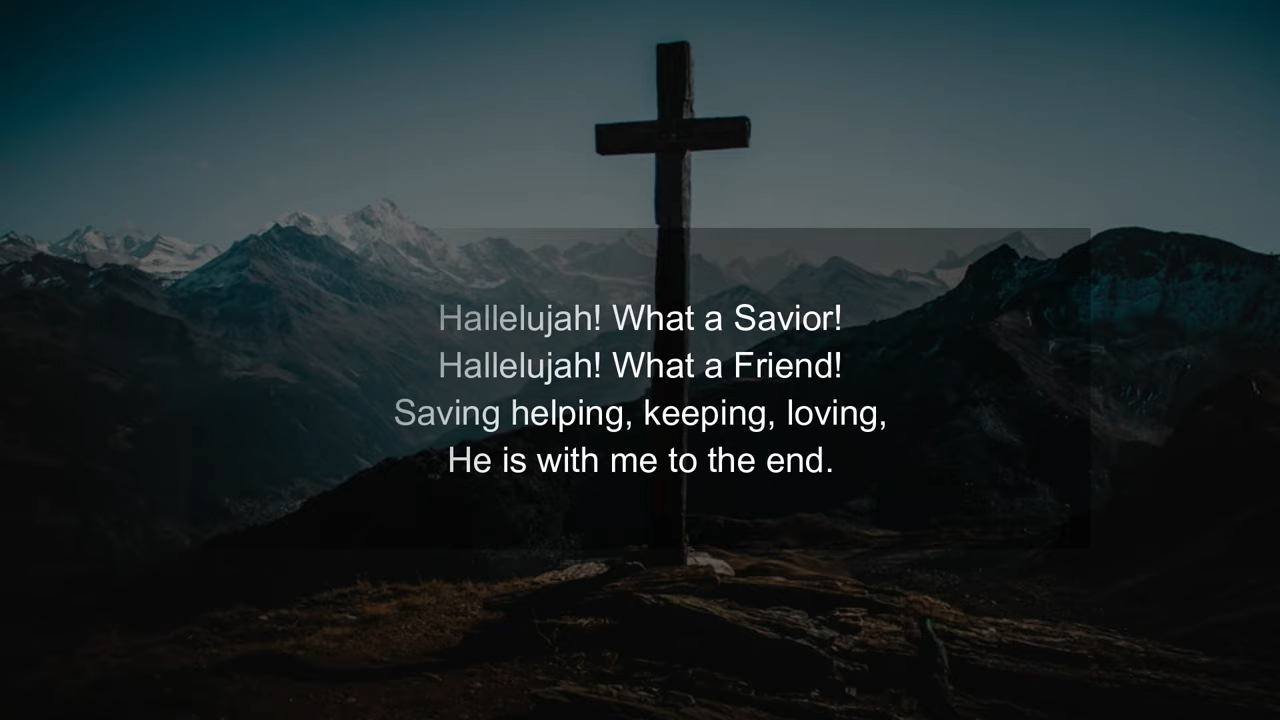 Hallelujah! What a Savior!
Hallelujah! What a Friend!
Saving helping, keeping, loving,
He is with me to the end.